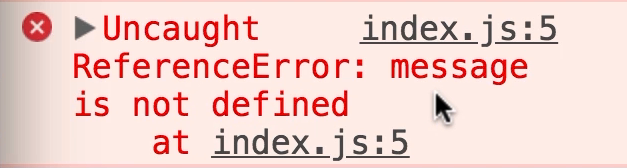 Uncaught index.js:5
ReferenceError: message
is not defined
at index.js:5